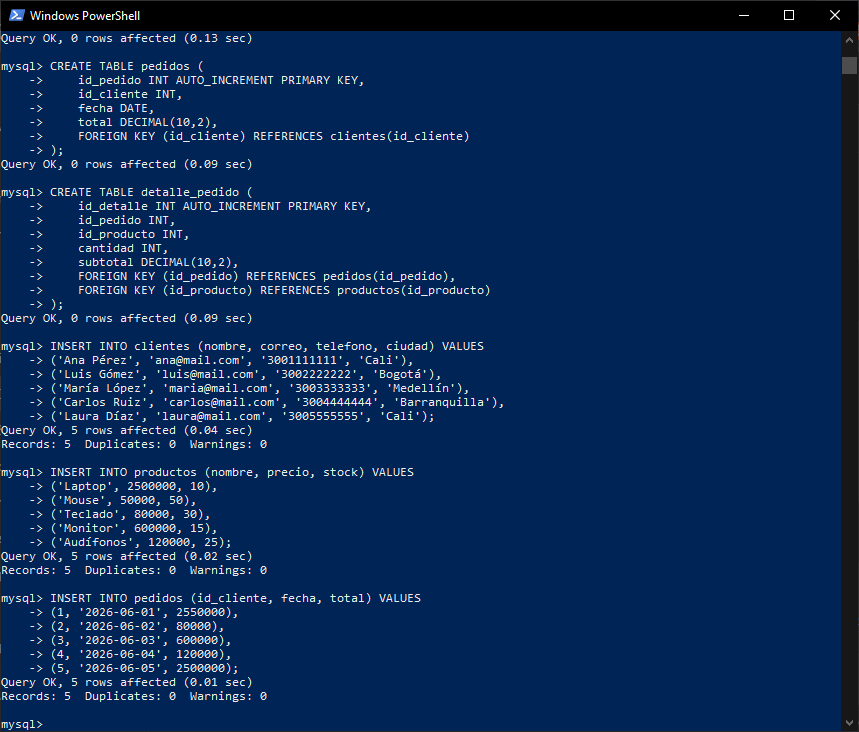 Windows PowerShell
Query OK, 0 rows affected (0.13 sec)
mysql> CREATE TABLE pedidos (
    ->     id_pedido INT AUTO_INCREMENT PRIMARY KEY,
    ->     id_cliente INT,
    ->     fecha DATE,
    ->     total DECIMAL(10,2),
    ->     FOREIGN KEY (id_cliente) REFERENCES clientes(id_cliente)
    -> );
Query OK, 0 rows affected (0.09 sec)
mysql> CREATE TABLE detalle_pedido (
    ->     id_detalle INT AUTO_INCREMENT PRIMARY KEY,
    ->     id_pedido INT,
    ->     id_producto INT,
    ->     cantidad INT,
    ->     subtotal DECIMAL(10,2),
    ->     FOREIGN KEY (id_pedido) REFERENCES pedidos(id_pedido),
    ->     FOREIGN KEY (id_producto) REFERENCES productos(id_producto)
    -> );
Query OK, 0 rows affected (0.09 sec)
mysql> INSERT INTO clientes (nombre, correo, telefono, ciudad) VALUES
    -> ('Ana Pérez', 'ana@mail.com', '3001111111', 'Cali'),
    -> ('Luis Gómez', 'luis@mail.com', '3002222222', 'Bogotá'),
    -> ('María López', 'maria@mail.com', '3003333333', 'Medellín'),
    -> ('Carlos Ruiz', 'carlos@mail.com', '3004444444', 'Barranquilla'),
    -> ('Laura Díaz', 'laura@mail.com', '3005555555', 'Cali');
Query OK, 5 rows affected (0.04 sec)
Records: 5  Duplicates: 0  Warnings: 0
mysql> INSERT INTO productos (nombre, precio, stock) VALUES
    -> ('Laptop', 2500000, 10),
    -> ('Mouse', 50000, 50),
    -> ('Teclado', 80000, 30),
    -> ('Monitor', 600000, 15),
    -> ('Audífonos', 120000, 25);
Query OK, 5 rows affected (0.02 sec)
Records: 5  Duplicates: 0  Warnings: 0
mysql> INSERT INTO pedidos (id_cliente, fecha, total) VALUES
    -> (1, '2026-06-01', 2550000),
    -> (2, '2026-06-02', 80000),
    -> (3, '2026-06-03', 600000),
    -> (4, '2026-06-04', 120000),
    -> (5, '2026-06-05', 2500000);
Query OK, 5 rows affected (0.01 sec)
Records: 5  Duplicates: 0  Warnings: 0
mysql>